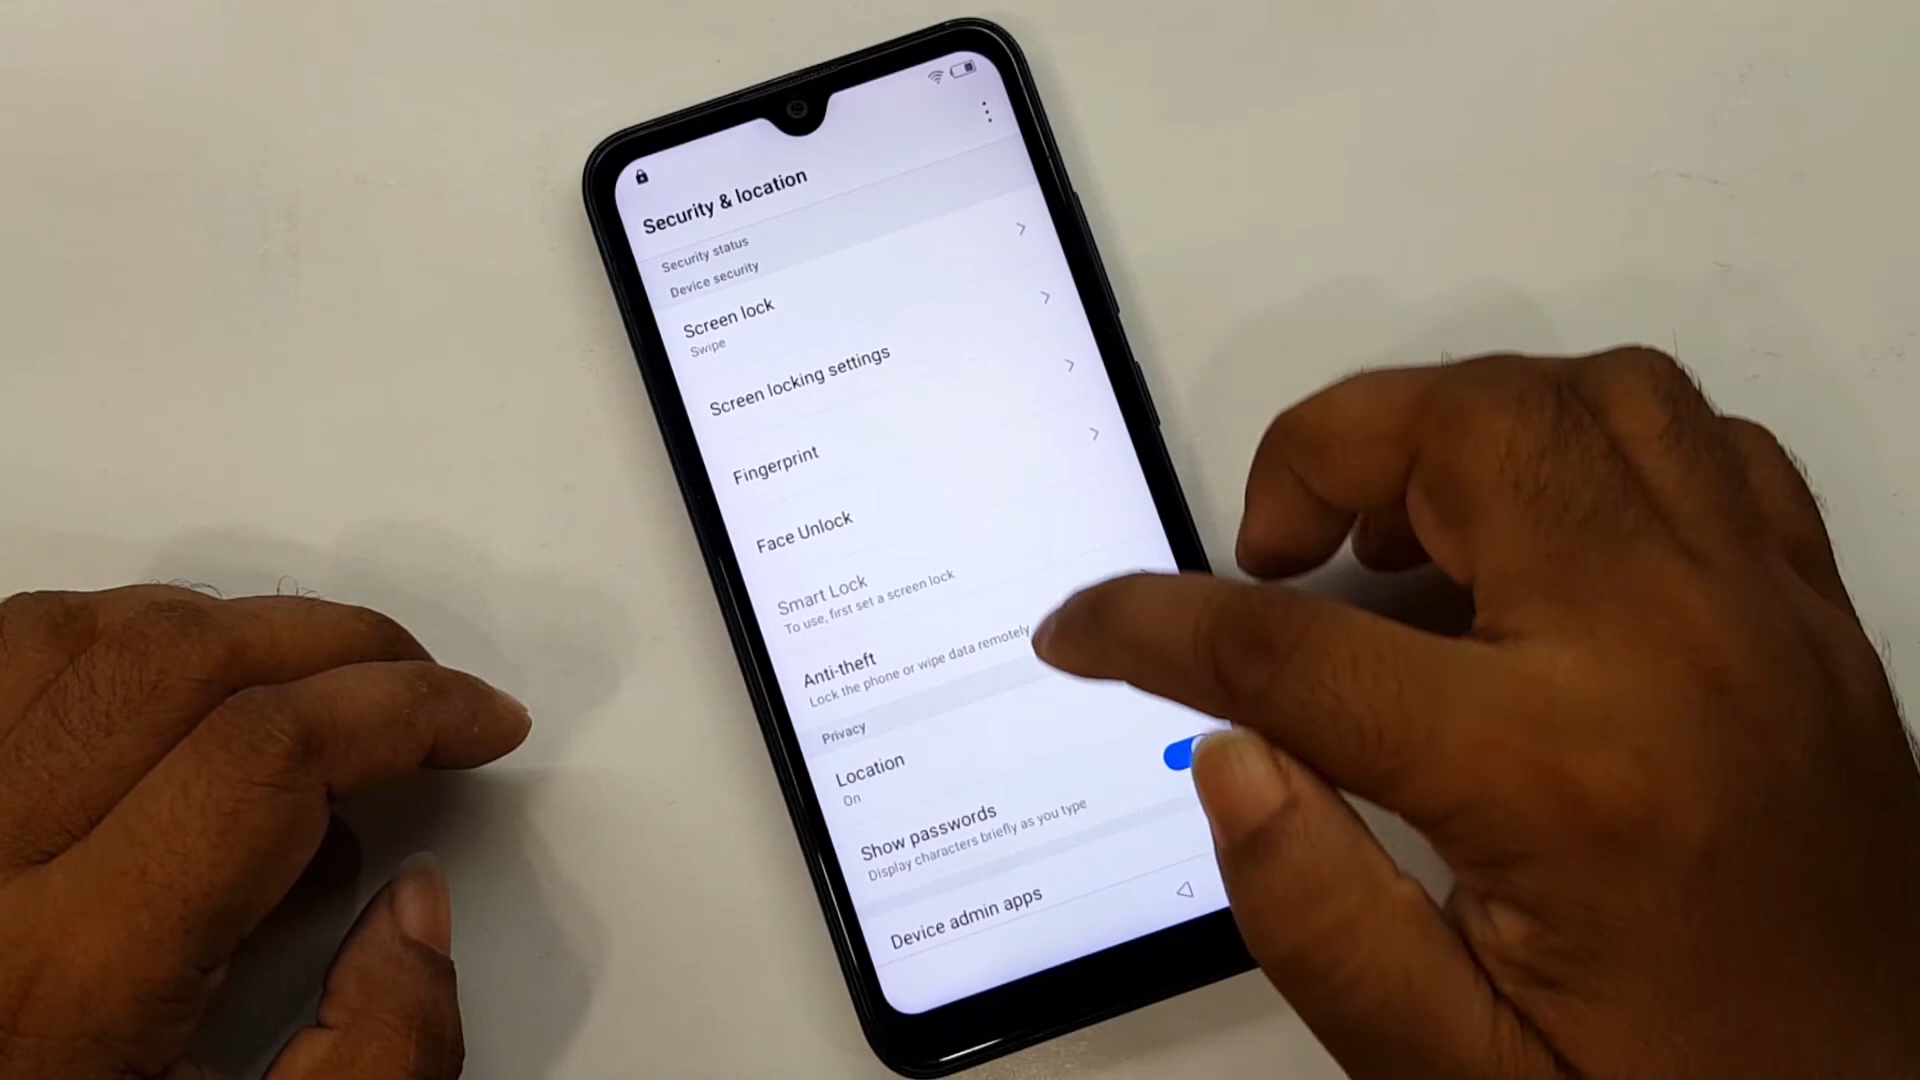 Security & location
Security status
Device security
Screen lock
Swipe
Screen locking settings
Fingerprint
Face Unlock
Smart Lock
To use, first set a screen lock
Anti-theft
Lock the phone or wipe data remotely
Privacy
Location
On
Show passwords
Display characters briefly as you type
Device admin apps